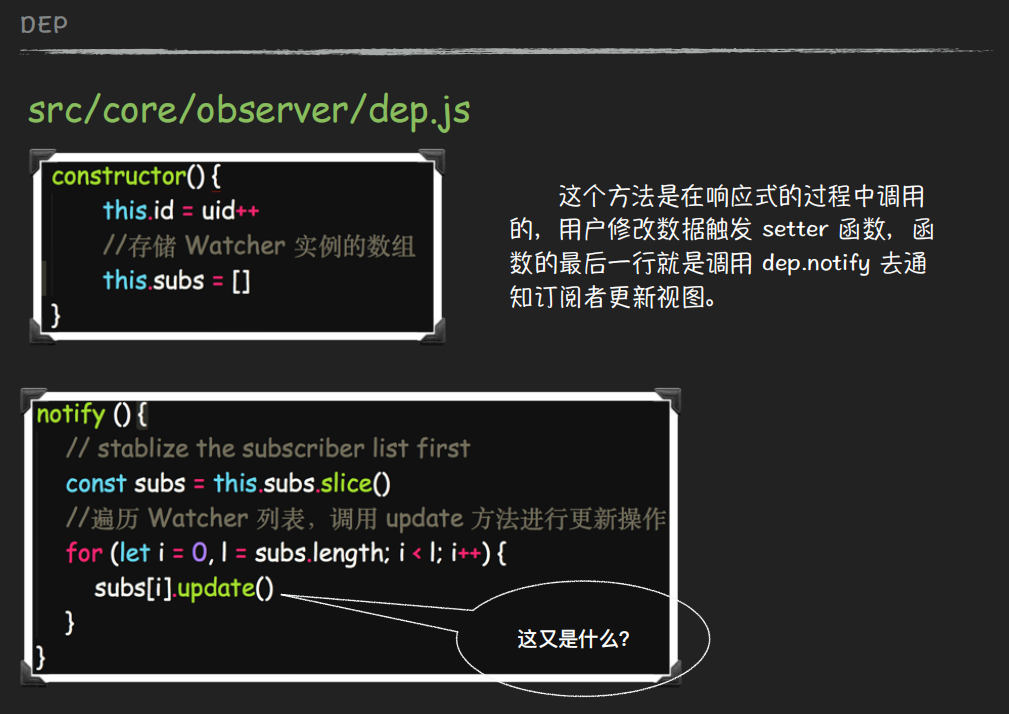 DEP
src/core/observer/dep.js
constructor() {
this.id = uid++
//存储 Watcher 实例的数组
this.subs = []
}
这个方法是在响应式的过程中调用
的，用户修改数据触发 setter 函数，函
数的最后一行就是调用 dep.notify 去通
知订阅者更新视图。
notify () {
// stablize the subscriber list first
const subs = this.subs.slice()
//遍历 Watcher 列表，调用 update 方法进行更新操作
for (let i = 0, l = subs.length; i < l; i++) {
subs[i].update()
}
}
这又是什么?